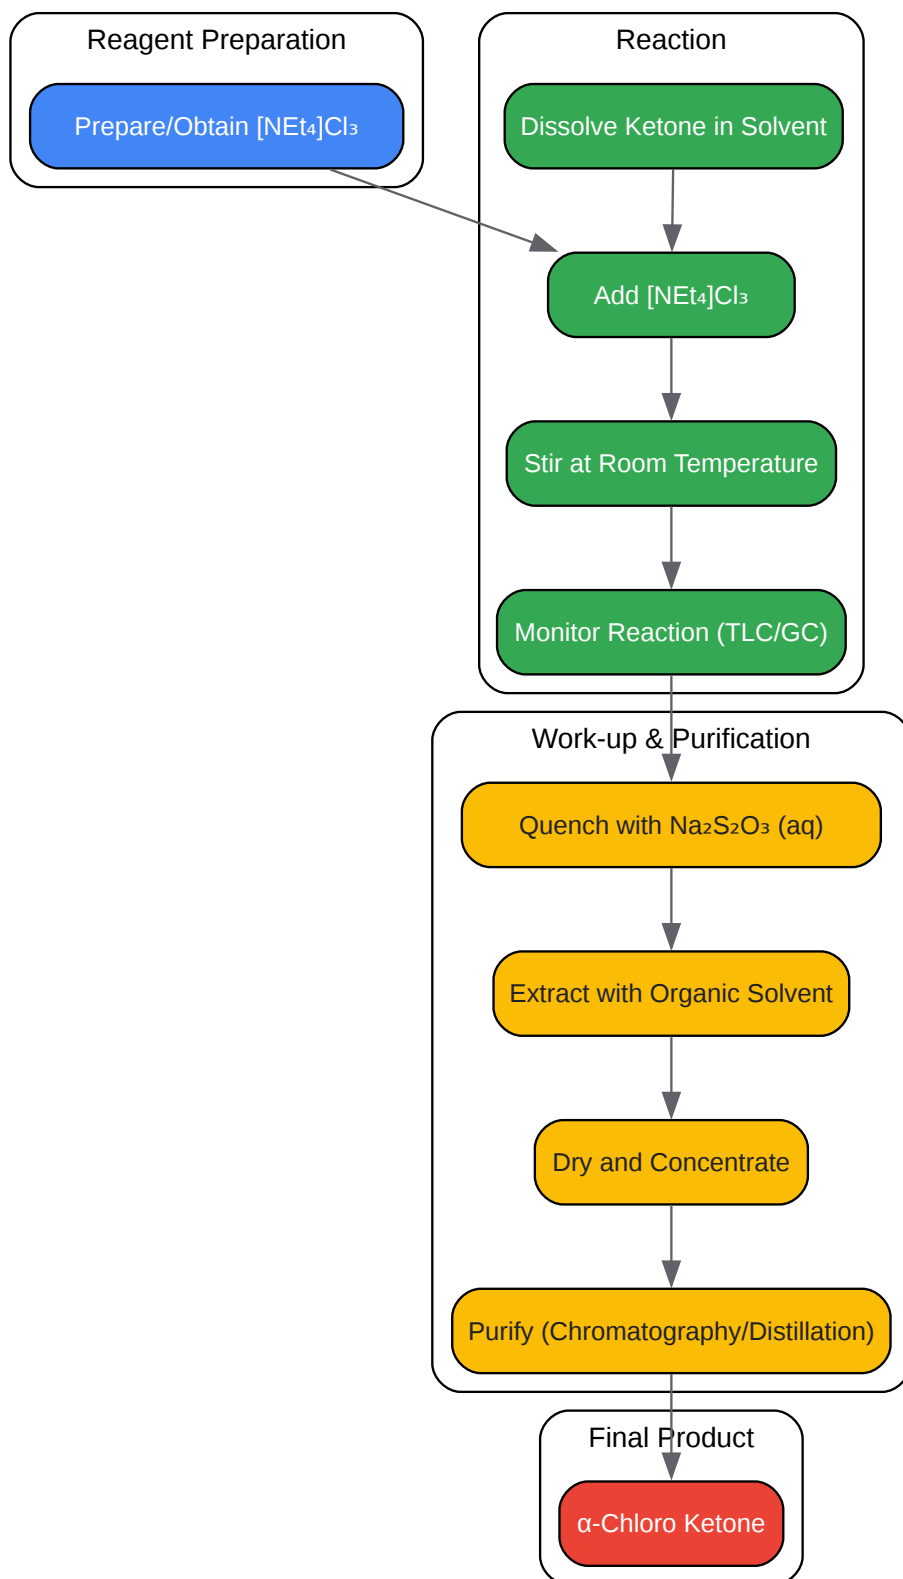 Reagent Preparation
Prepare/Obtain [NEt₄]Cl₃
Reaction
Dissolve Ketone in Solvent
Add [NEt₄]Cl₃
Stir at Room Temperature
Monitor Reaction (TLC/GC)
Work-up & Purification
Quench with Na₂S₂O₃ (aq)
Extract with Organic Solvent
Dry and Concentrate
Purify (Chromatography/Distillation)
Final Product
α-Chloro Ketone